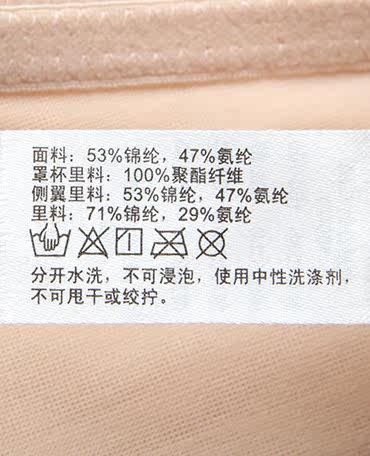 面料：53%锦纶，47%氨纶
罩杯里料：100%聚酯纤维
侧翼里料：53%锦纶，47%氨纶
里料：71%锦纶，29%氨纶
分开水洗，不可浸泡，使用中性洗涤剂，
不可甩干或绞拧。